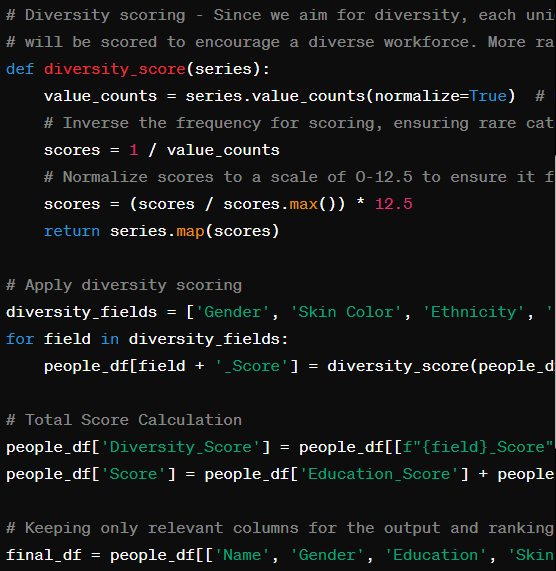 # Diversity scoring - Since we aim for diversity, each uni
# will be scored to encourage a diverse workforce. More ra
def diversity_score(series):
    value_counts = series.value_counts(normalize=True)  #
    # Inverse the frequency for scoring, ensuring rare cat
    scores = 1 / value_counts
    # Normalize scores to a scale of 0-12.5 to ensure it f
    scores = (scores / scores.max()) * 12.5
    return series.map(scores)
# Apply diversity scoring
diversity_fields = ['Gender', 'Skin Color', 'Ethnicity', '
for field in diversity_fields:
    people_df[field + '_Score'] = diversity_score(people_d
# Total Score Calculation
people_df['Diversity_Score'] = people_df[[f"{field}_Score"
people_df['Score'] = people_df['Education_Score'] + people
# Keeping only relevant columns for the output and ranking
final_df = people_df[['Name', 'Gender', 'Education', 'Skin